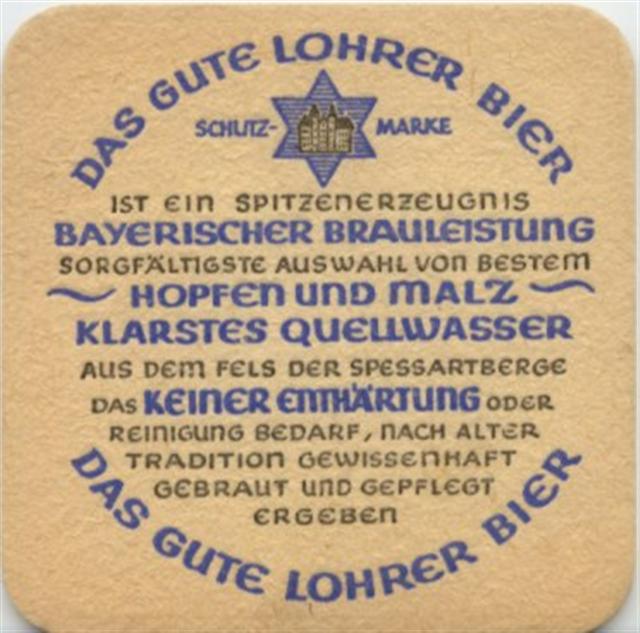 DAS GUTE LOHRER BIER
SCHUTZ- MARKE
IST EIN SPITZENERZEUGNIS
BAYERISCHER BRAULEISTUNG
SORGFÄLTIGSTE AUSWAHL VON BESTEM
~ HOPFEN UND MALZ ~
KLARSTES QUELLWASSER
AUS DEM FELS DER SPESSARTBERGE
DAS KEINER ENTHÄRTUNG ODER
REINIGUNG BEDARF, NACH ALTER
TRADITION GEWISSENHAFT
GEBRAUT UND GEPFLEGT
ERGEBEN
DAS GUTE LOHRER BIER